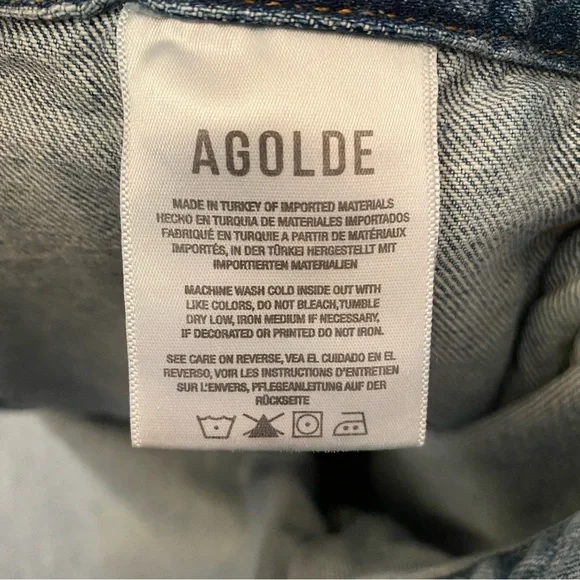 AGOLDE
MADE IN TURKEY OF IMPORTED MATERIALS
HECHO EN TURQUIA DE MATERIALES IMPORTADOS
FABRIQUÉ EN TURQUIE A PARTIR DE MATÉRIAUX
IMPORTÉS, IN DER TÜRKEI HERGESTELLT MIT
IMPORTIERTEN MATERIALIEN
MACHINE WASH COLD INSIDE OUT WITH
LIKE COLORS, DO NOT BLEACH,TUMBLE
DRY LOW, IRON MEDIUM IF NECESSARY.
IF DECORATED OR PRINTED DO NOT IRON.
SEE CARE ON REVERSE, VEA EL CUIDADO EN EL
REVERSO, VOIR LES INSTRUCTIONS D'ENTRETIEN
SUR L'ENVERS, PFLEGEANLEITUNG AUF DER
RÜCKSEITE